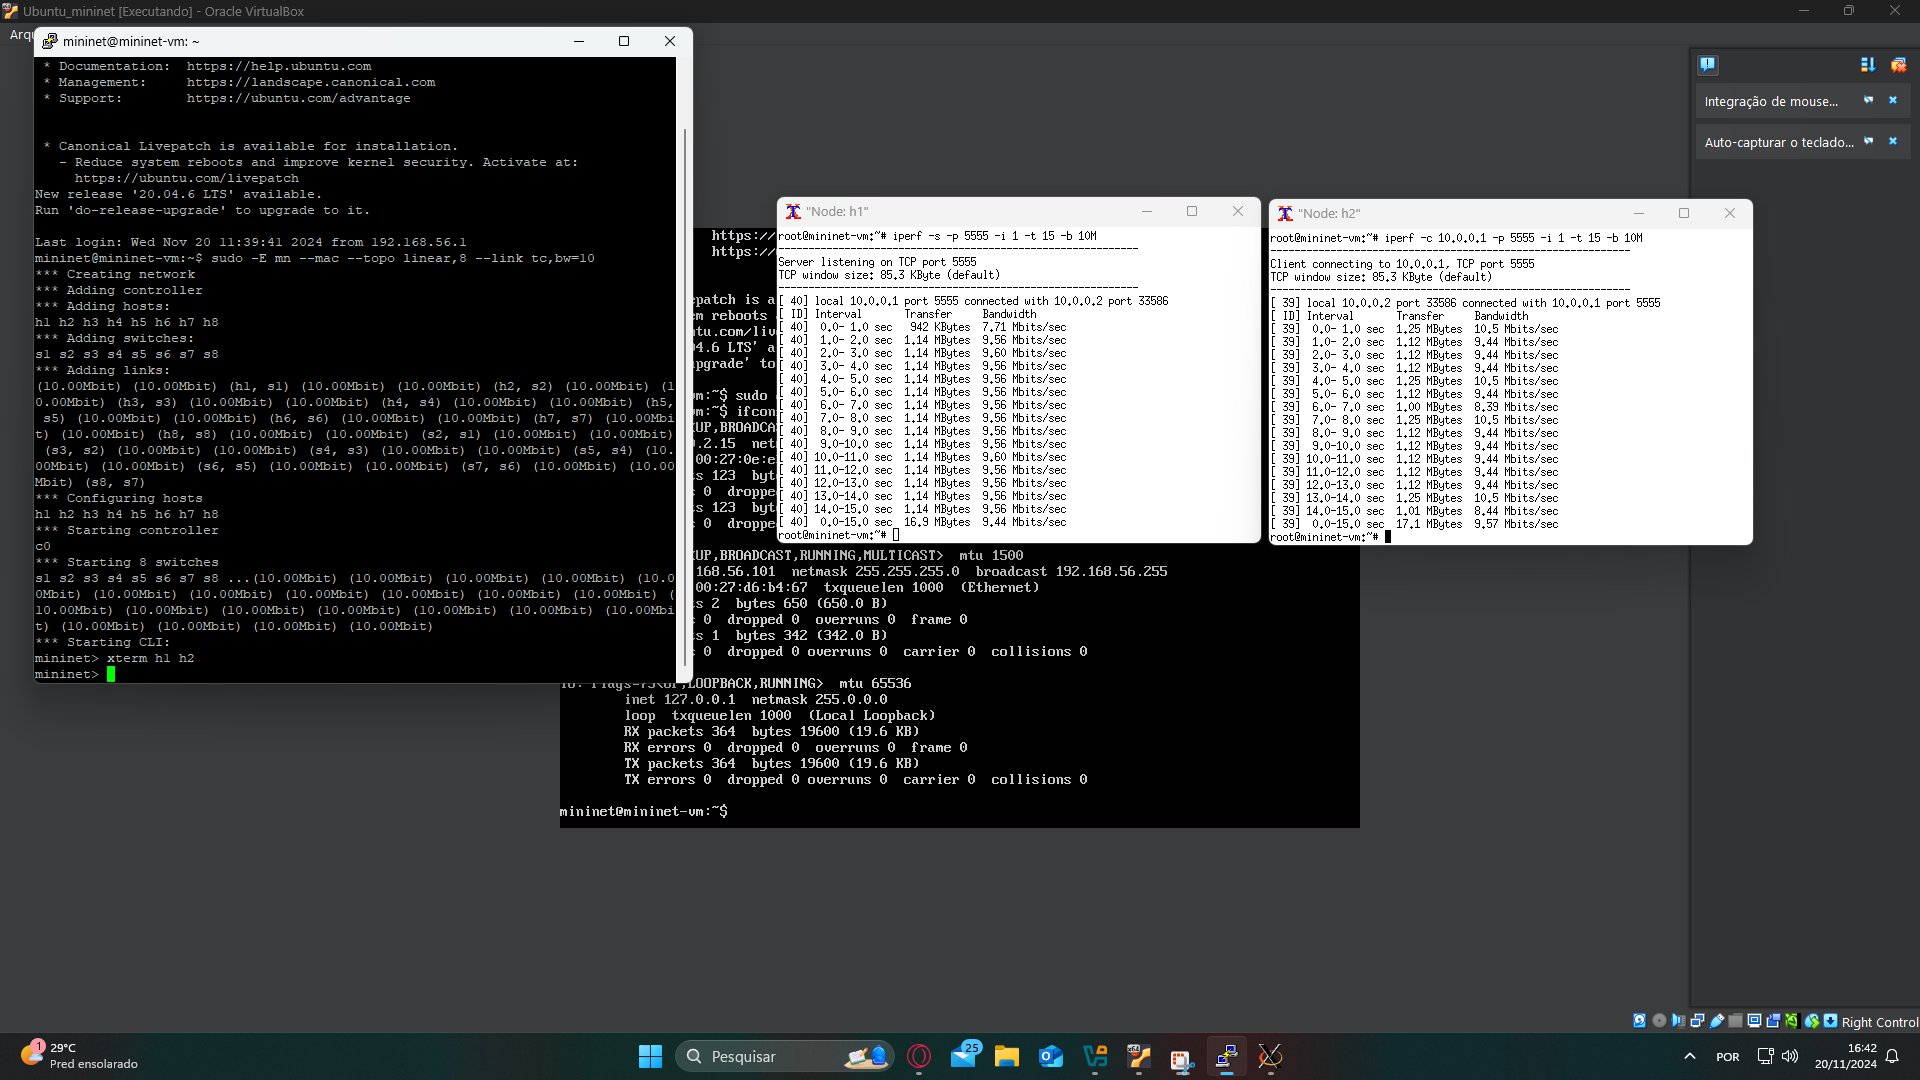 Ubuntu_mininet [Executando] - Oracle VirtualBox
Arqu
mininet@mininet-vm: ~
 * Documentation:  https://help.ubuntu.com
 * Management:     https://landscape.canonical.com
 * Support:        https://ubuntu.com/advantage
 * Canonical Livepatch is available for installation.
   - Reduce system reboots and improve kernel security. Activate at:
     https://ubuntu.com/livepatch
New release '20.04.6 LTS' available.
Run 'do-release-upgrade' to upgrade to it.
Last login: Wed Nov 20 11:39:41 2024 from 192.168.56.1
mininet@mininet-vm:~$ sudo -E mn --mac --topo linear,8 --link tc,bw=10
*** Creating network
*** Adding controller
*** Adding hosts:
h1 h2 h3 h4 h5 h6 h7 h8
*** Adding switches:
s1 s2 s3 s4 s5 s6 s7 s8
*** Adding links:
(10.00Mbit) (10.00Mbit) (h1, s1) (10.00Mbit) (10.00Mbit) (h2, s2) (10.00Mbit) (1
0.00Mbit) (h3, s3) (10.00Mbit) (10.00Mbit) (h4, s4) (10.00Mbit) (10.00Mbit) (h5,
 s5) (10.00Mbit) (10.00Mbit) (h6, s6) (10.00Mbit) (10.00Mbit) (h7, s7) (10.00Mbi
t) (10.00Mbit) (h8, s8) (10.00Mbit) (10.00Mbit) (s2, s1) (10.00Mbit) (10.00Mbit)
 (s3, s2) (10.00Mbit) (10.00Mbit) (s4, s3) (10.00Mbit) (10.00Mbit) (s5, s4) (10.
00Mbit) (10.00Mbit) (s6, s5) (10.00Mbit) (10.00Mbit) (s7, s6) (10.00Mbit) (10.00
Mbit) (s8, s7)
*** Configuring hosts
h1 h2 h3 h4 h5 h6 h7 h8
*** Starting controller
c0
*** Starting 8 switches
s1 s2 s3 s4 s5 s6 s7 s8 ...(10.00Mbit) (10.00Mbit) (10.00Mbit) (10.00Mbit) (10.0
0Mbit) (10.00Mbit) (10.00Mbit) (10.00Mbit) (10.00Mbit) (10.00Mbit) (10.00Mbit) (
10.00Mbit) (10.00Mbit) (10.00Mbit) (10.00Mbit) (10.00Mbit) (10.00Mbit) (10.00Mbi
t) (10.00Mbit) (10.00Mbit) (10.00Mbit)
*** Starting CLI:
mininet> xterm h1 h2
mininet>
https://
https://
epatch is a
em reboots
tu.com/liv
04.6 LTS' a
upgrade' to
vm:~$ sudo
vm:~$ ifcon
<UP,BROADCA
0.2.15  net
00:27:0e:e
ts 123  byt
s 0  droppe
ts 123  byt
s 0  droppe
<UP,BROADCAST,RUNNING,MULTICAST>  mtu 1500
168.56.101  netmask 255.255.255.0  broadcast 192.168.56.255
00:27:d6:b4:67  txqueuelen 1000  (Ethernet)
ts 2  bytes 650 (650.0 B)
s 0  dropped 0  overruns 0  frame 0
ts 1  bytes 342 (342.0 B)
s 0  dropped 0 overruns 0  carrier 0  collisions 0
lo: flags=73<UP,LOOPBACK,RUNNING>  mtu 65536
inet 127.0.0.1  netmask 255.0.0.0
loop  txqueuelen 1000  (Local Loopback)
RX packets 364  bytes 19600 (19.6 KB)
RX errors 0  dropped 0  overruns 0  frame 0
TX packets 364  bytes 19600 (19.6 KB)
TX errors 0  dropped 0 overruns 0  carrier 0  collisions 0
mininet@mininet-vm:~$
"Node: h1"
root@mininet-vm:~# iperf -s -p 5555 -i 1 -t 15 -b 10M
------------------------------------------------------------
Server listening on TCP port 5555
TCP window size: 85.3 KByte (default)
------------------------------------------------------------
[ 40] local 10.0.0.1 port 5555 connected with 10.0.0.2 port 33586
[ ID] Interval       Transfer     Bandwidth
[ 40]  0.0- 1.0 sec   942 KBytes  7.71 Mbits/sec
[ 40]  1.0- 2.0 sec  1.14 MBytes  9.56 Mbits/sec
[ 40]  2.0- 3.0 sec  1.14 MBytes  9.60 Mbits/sec
[ 40]  3.0- 4.0 sec  1.14 MBytes  9.56 Mbits/sec
[ 40]  4.0- 5.0 sec  1.14 MBytes  9.56 Mbits/sec
[ 40]  5.0- 6.0 sec  1.14 MBytes  9.56 Mbits/sec
[ 40]  6.0- 7.0 sec  1.14 MBytes  9.56 Mbits/sec
[ 40]  7.0- 8.0 sec  1.14 MBytes  9.56 Mbits/sec
[ 40]  8.0- 9.0 sec  1.14 MBytes  9.56 Mbits/sec
[ 40]  9.0-10.0 sec  1.14 MBytes  9.56 Mbits/sec
[ 40] 10.0-11.0 sec  1.14 MBytes  9.60 Mbits/sec
[ 40] 11.0-12.0 sec  1.14 MBytes  9.56 Mbits/sec
[ 40] 12.0-13.0 sec  1.14 MBytes  9.56 Mbits/sec
[ 40] 13.0-14.0 sec  1.14 MBytes  9.56 Mbits/sec
[ 40] 14.0-15.0 sec  1.14 MBytes  9.56 Mbits/sec
[ 40]  0.0-15.0 sec  16.9 MBytes  9.44 Mbits/sec
root@mininet-vm:~#
"Node: h2"
root@mininet-vm:~# iperf -c 10.0.0.1 -p 5555 -i 1 -t 15 -b 10M
------------------------------------------------------------
Client connecting to 10.0.0.1, TCP port 5555
TCP window size: 85.3 KByte (default)
------------------------------------------------------------
[ 39] local 10.0.0.2 port 33586 connected with 10.0.0.1 port 5555
[ ID] Interval       Transfer     Bandwidth
[ 39]  0.0- 1.0 sec  1.25 MBytes  10.5 Mbits/sec
[ 39]  1.0- 2.0 sec  1.12 MBytes  9.44 Mbits/sec
[ 39]  2.0- 3.0 sec  1.12 MBytes  9.44 Mbits/sec
[ 39]  3.0- 4.0 sec  1.12 MBytes  9.44 Mbits/sec
[ 39]  4.0- 5.0 sec  1.25 MBytes  10.5 Mbits/sec
[ 39]  5.0- 6.0 sec  1.12 MBytes  9.44 Mbits/sec
[ 39]  6.0- 7.0 sec  1.00 MBytes  8.39 Mbits/sec
[ 39]  7.0- 8.0 sec  1.25 MBytes  10.5 Mbits/sec
[ 39]  8.0- 9.0 sec  1.12 MBytes  9.44 Mbits/sec
[ 39]  9.0-10.0 sec  1.12 MBytes  9.44 Mbits/sec
[ 39] 10.0-11.0 sec  1.12 MBytes  9.44 Mbits/sec
[ 39] 11.0-12.0 sec  1.12 MBytes  9.44 Mbits/sec
[ 39] 12.0-13.0 sec  1.12 MBytes  9.44 Mbits/sec
[ 39] 13.0-14.0 sec  1.25 MBytes  10.5 Mbits/sec
[ 39] 14.0-15.0 sec  1.01 MBytes  8.44 Mbits/sec
[ 39]  0.0-15.0 sec  17.1 MBytes  9.57 Mbits/sec
root@mininet-vm:~#
Integração de mouse...
Auto-capturar o teclado...
Right Control
1
29°C
Pred ensolarado
Pesquisar
25
POR
16:42
20/11/2024